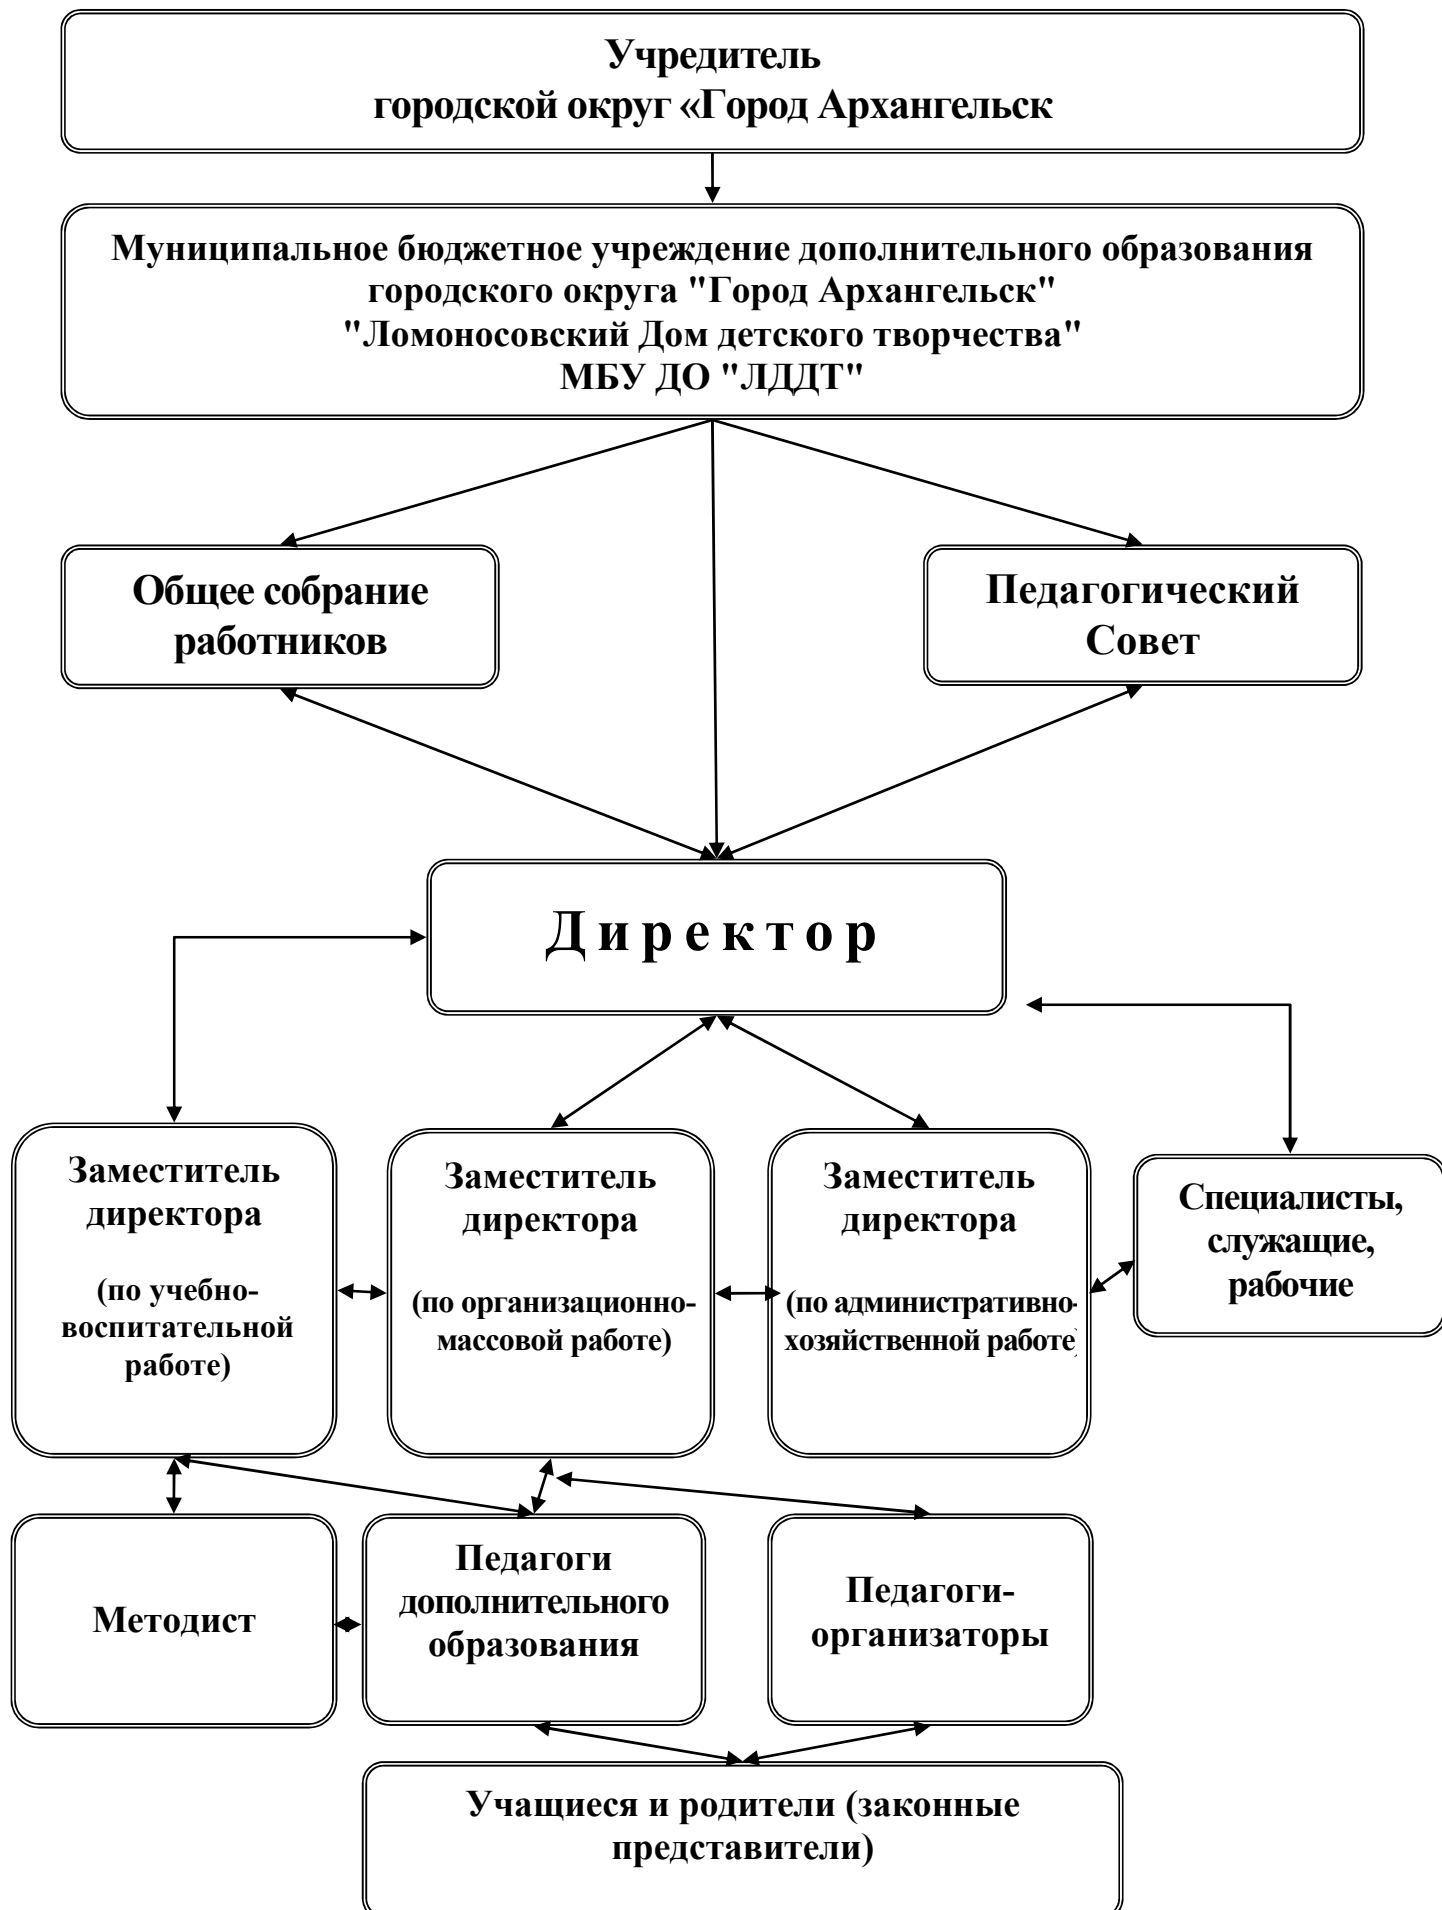 Учредитель
городской округ «Город Архангельск
Муниципальное бюджетное учреждение дополнительного образования
городского округа "Город Архангельск"
"Ломоносовский Дом детского творчества"
МБУ ДО "ЛДДТ"
Общее собрание
работников
Педагогический
Совет
Директор
Заместитель
директора
(по учебно-
воспитательной
работе)
Заместитель
директора
(по организационно-
массовой работе)
Заместитель
директора
(по административно-
хозяйственной работе)
Специалисты,
служащие,
рабочие
Методист
Педагоги
дополнительного
образования
Педагоги-
организаторы
Учащиеся и родители (законные
представители)